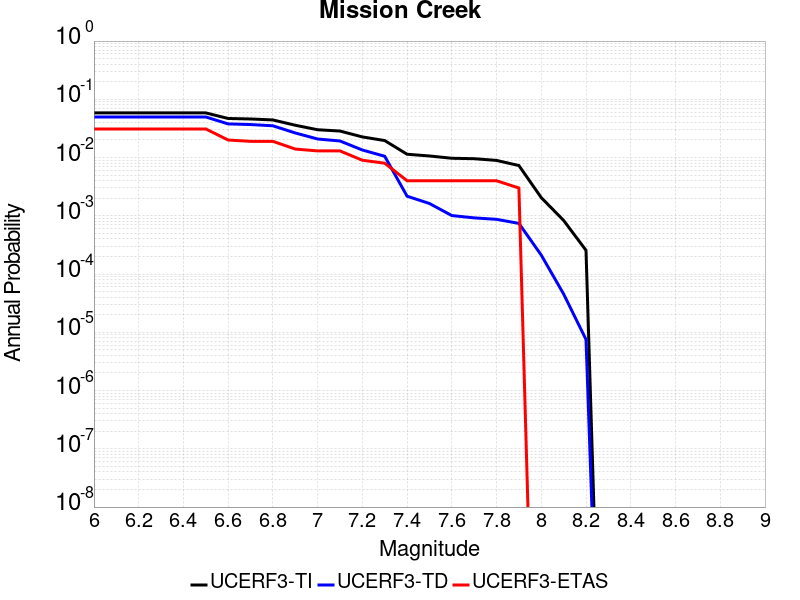 Mission Creek
10^0
10^-1
10^-2
10^-3
10^-4
10^-5
10^-6
10^-7
10^-8
Annual Probability
6 6.2 6.4 6.6 6.8 7 7.2 7.4 7.6 7.8 8 8.2 8.4 8.6 8.8 9
Magnitude
UCERF3-TI UCERF3-TD UCERF3-ETAS